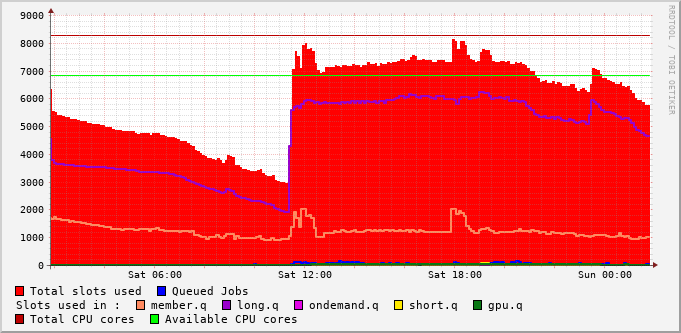 9000
8000
7000
6000
5000
4000
3000
2000
1000
0
Sat 06:00 Sat 12:00 Sat 18:00 Sun 00:00
Total slots used Queued Jobs
Slots used in : member.q long.q ondemand.q short.q gpu.q
Total CPU cores Available CPU cores
RRDTOOL / TOBI OETIKER